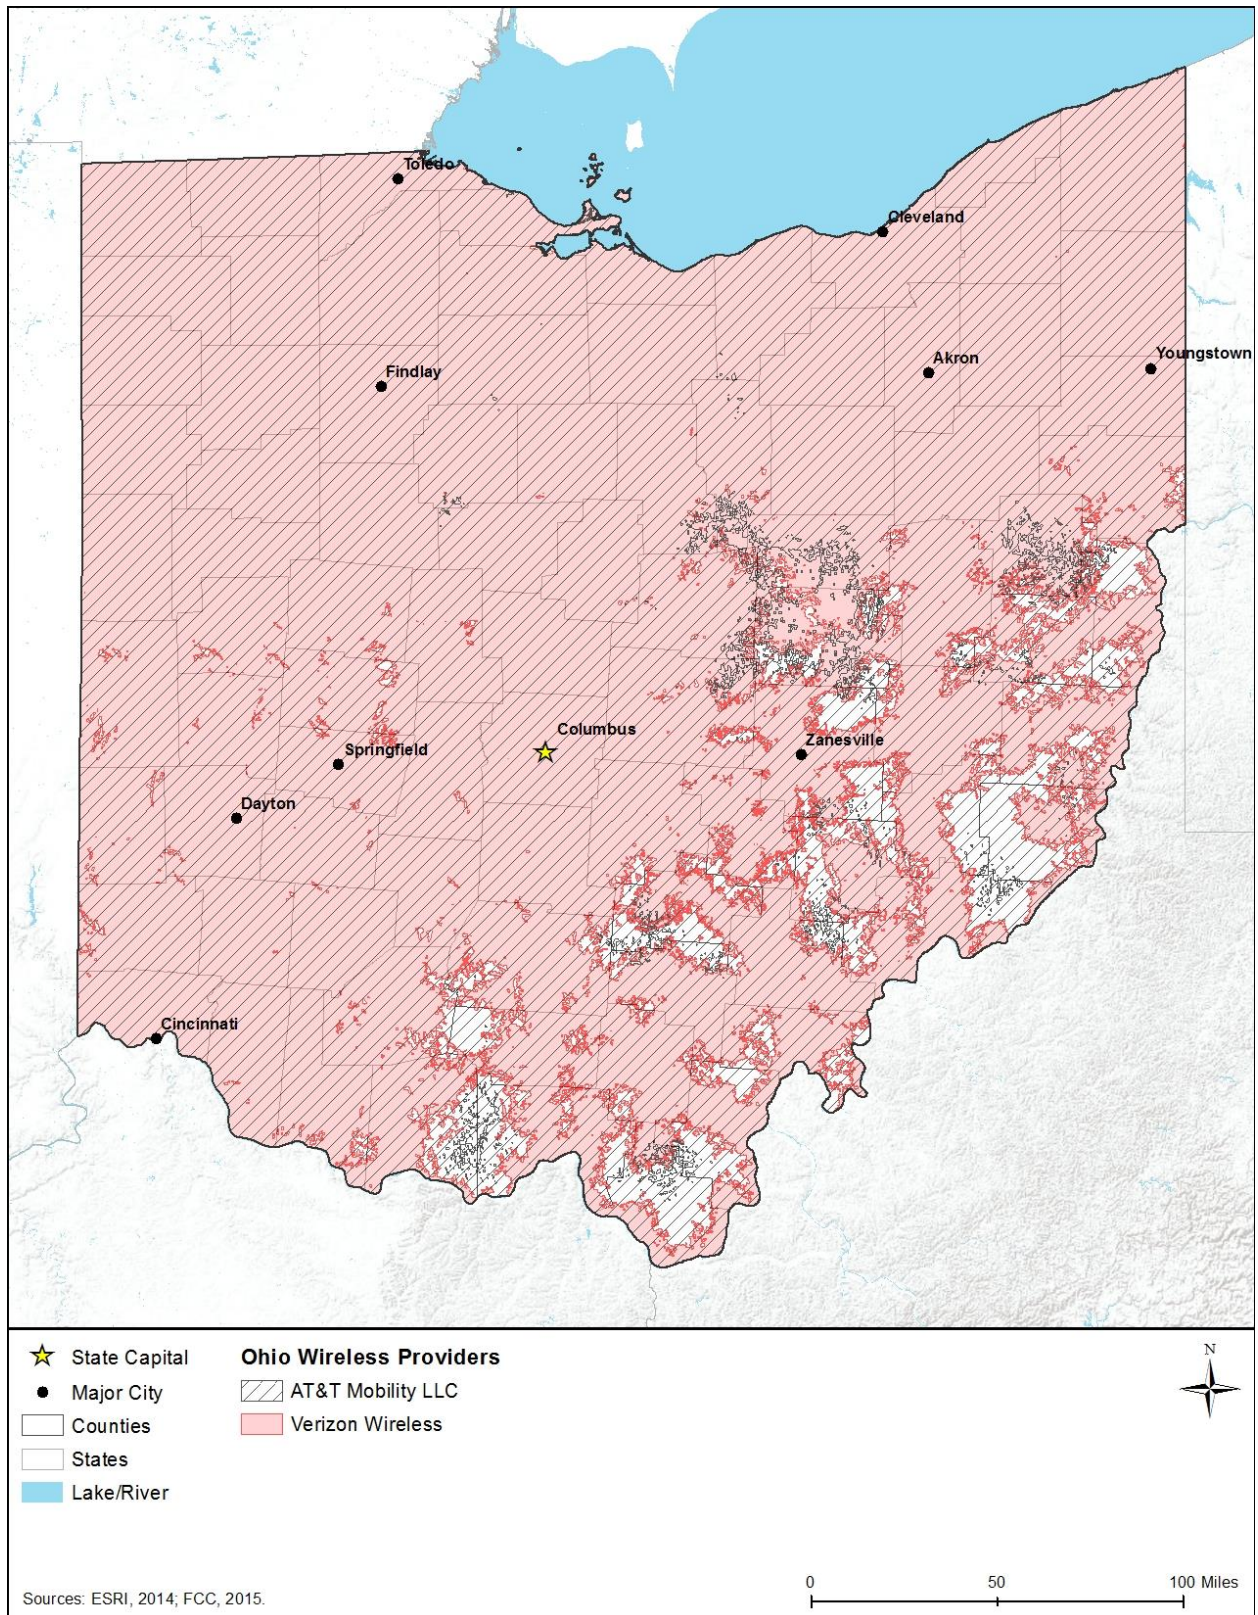 Toledo
Cleveland
Akron
Youngstown
Findlay
Columbus
Zanesville
Springfield
Dayton
Cincinnati
State Capital
Major City
Counties
States
Lake/River
Ohio Wireless Providers
AT&T Mobility LLC
Verizon Wireless
N
Sources: ESRI, 2014; FCC, 2015.
0 50 100 Miles